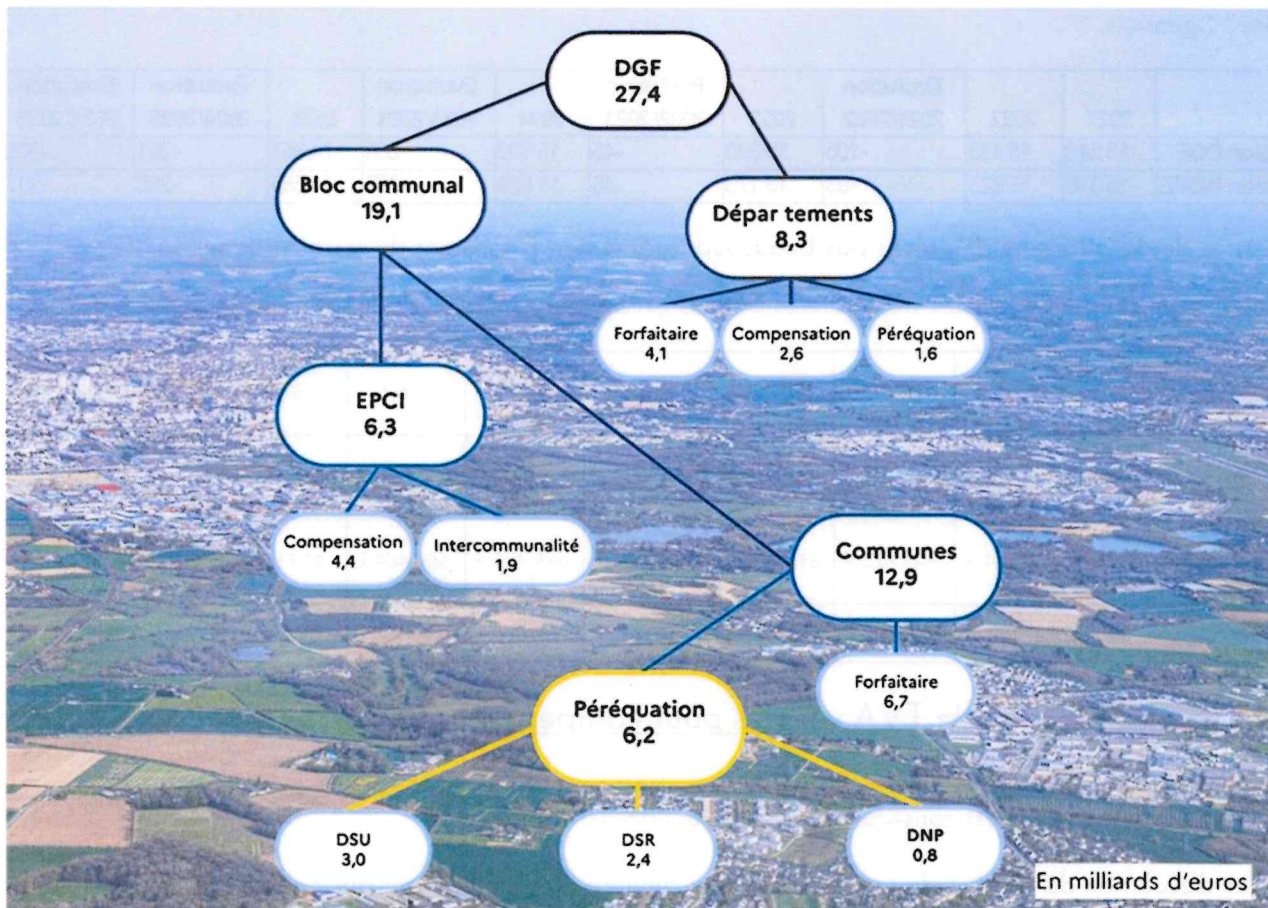 DGF
27,4
Bloc communal
19,1
Dépar tements
8,3
Forfaitaire
4,1
Compensation
2,6
Péréquation
1,6
EPCI
6,3
Compensation
4,4
Intercommunalité
1,9
Communes
12,9
Forfaitaire
6,7
Péréquation
6,2
DSU
3,0
DSR
2,4
DNP
0,8
En milliards d'euros